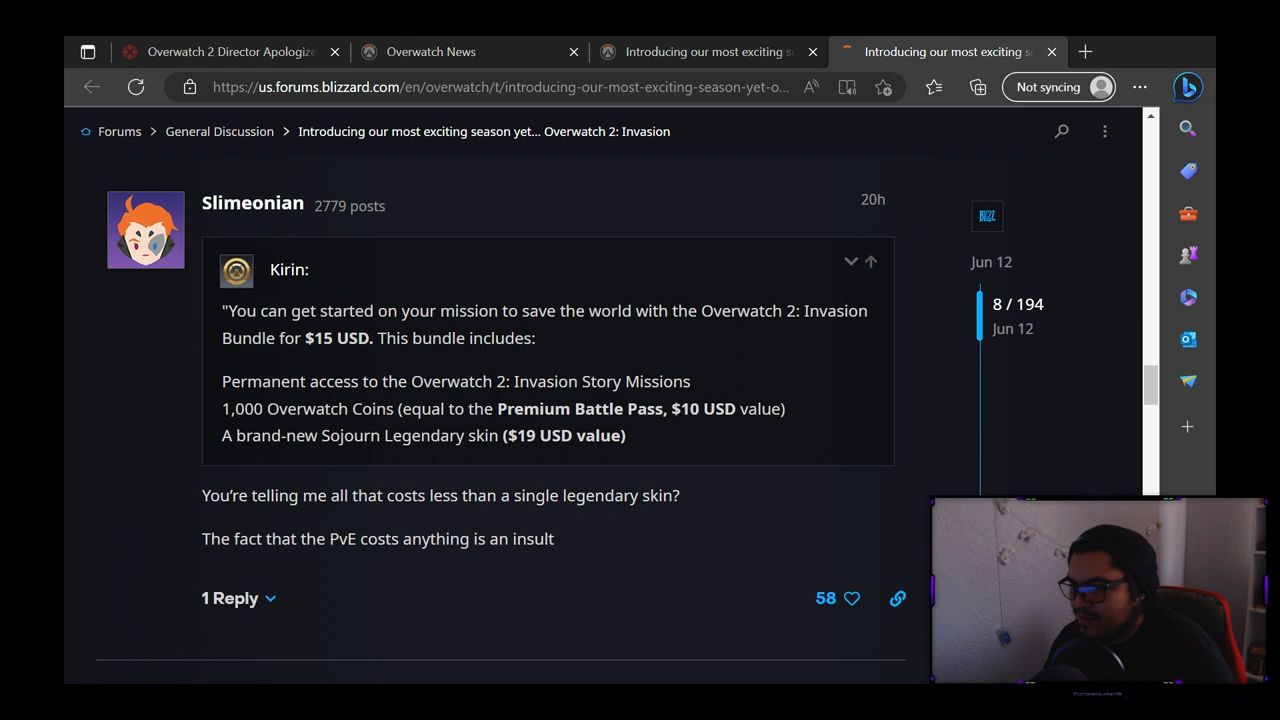 Overwatch 2 Director Apologize
Overwatch News
Introducing our most exciting s
Introducing our most exciting s
https://us.forums.blizzard.com/en/overwatch/t/introducing-our-most-exciting-season-yet-o...
Not syncing
Forums > General Discussion > Introducing our most exciting season yet... Overwatch 2: Invasion
Slimeonian 2779 posts
20h
BLIZZ
Kirin:
Jun 12
"You can get started on your mission to save the world with the Overwatch 2: Invasion
8 / 194
Bundle for $15 USD. This bundle includes:
Jun 12
Permanent access to the Overwatch 2: Invasion Story Missions
1,000 Overwatch Coins (equal to the Premium Battle Pass, $10 USD value)
A brand-new Sojourn Legendary skin ($19 USD value)
You're telling me all that costs less than a single legendary skin?
The fact that the PvE costs anything is an insult
1 Reply
58